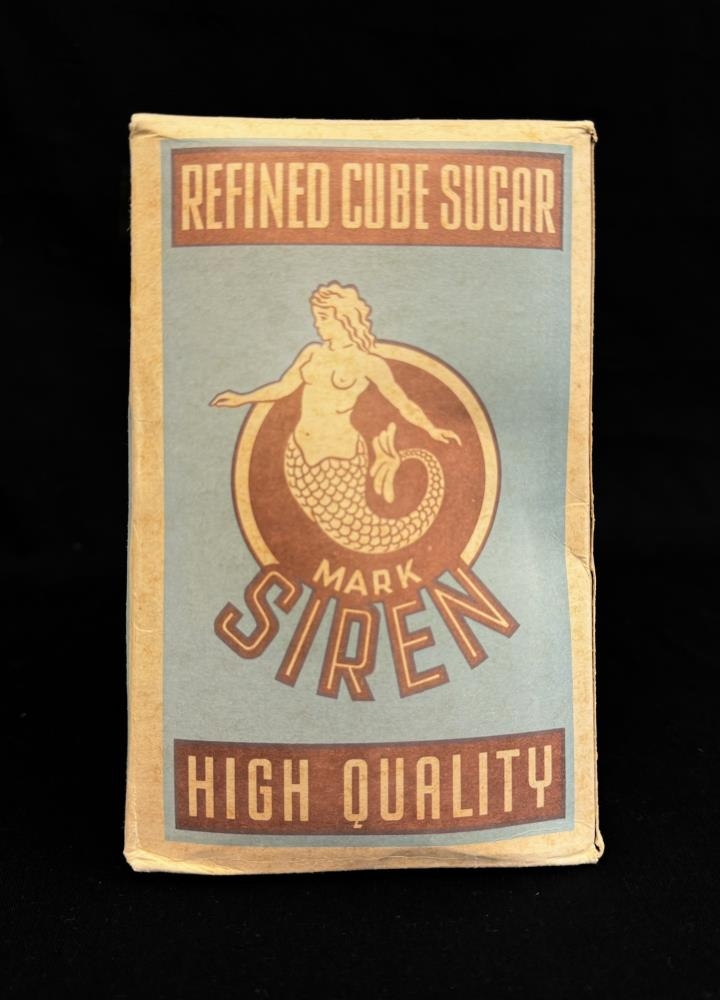 REFINED CUBE SUGAR
MARK
SIREN
HIGH QUALITY